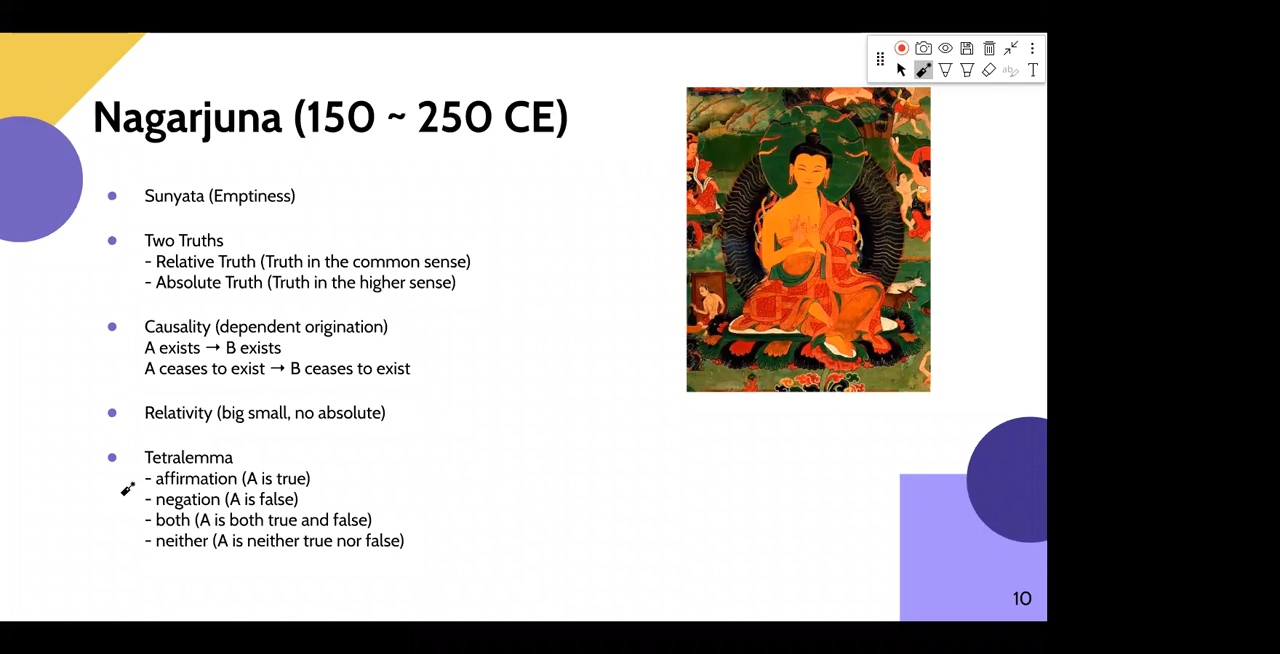 Nagarjuna (150 ~ 250 CE)
Sunyata (Emptiness)
Two Truths
- Relative Truth (Truth in the common sense)
- Absolute Truth (Truth in the higher sense)
Causality (dependent origination)
A exists → B exists
A ceases to exist → B ceases to exist
Relativity (big small, no absolute)
Tetralemma
- affirmation (A is true)
- negation (A is false)
- both (A is both true and false)
- neither (A is neither true nor false)
10